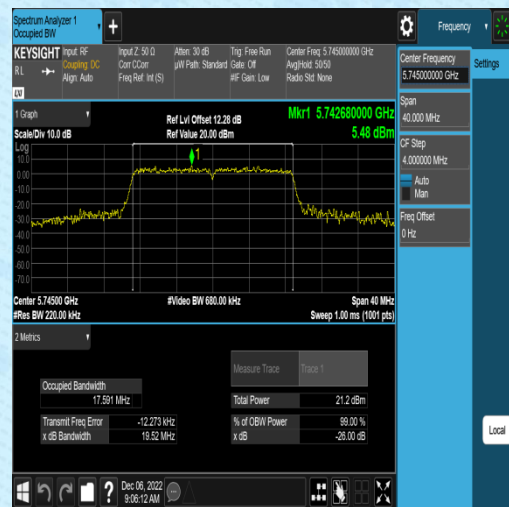 Spectrum Analyzer 1
Occupied BW
Frequency
KEYSIGHT
RL
Input: RF
Coupling: DC
Align: Auto
Input Z: 50 Ω
Corr CCorr
Freq Ref: Int (S)
Atten: 30 dB
µW Path: Standard
Trig: Free Run
Gate: Off
#IF Gain: Low
Center Freq: 5.745000000 GHz
Avg|Hold: 50/50
Radio Std: None
LXI
Center Frequency
5.745000000 GHz
Settings
Span
40.000 MHz
CF Step
4.000000 MHz
Auto
Man
Freq Offset
0 Hz
1 Graph
Scale/Div 10.0 dB
Ref Lvl Offset 12.28 dB
Ref Value 20.00 dBm
Mkr1 5.742680000 GHz
5.48 dBm
Log
10.0
0.00
-10.0
-20.0
-30.0
-40.0
-50.0
-60.0
-70.0
1
Center 5.74500 GHz
#Res BW 220.00 kHz
#Video BW 680.00 kHz
Span 40 MHz
Sweep 1.00 ms (1001 pts)
2 Metrics
Measure Trace
Trace 1
Occupied Bandwidth
17.591 MHz
Total Power
21.2 dBm
Transmit Freq Error
-12.273 kHz
% of OBW Power
99.00 %
x dB Bandwidth
19.52 MHz
x dB
-26.00 dB
Local
?
Dec 06, 2022
9:06:12 AM